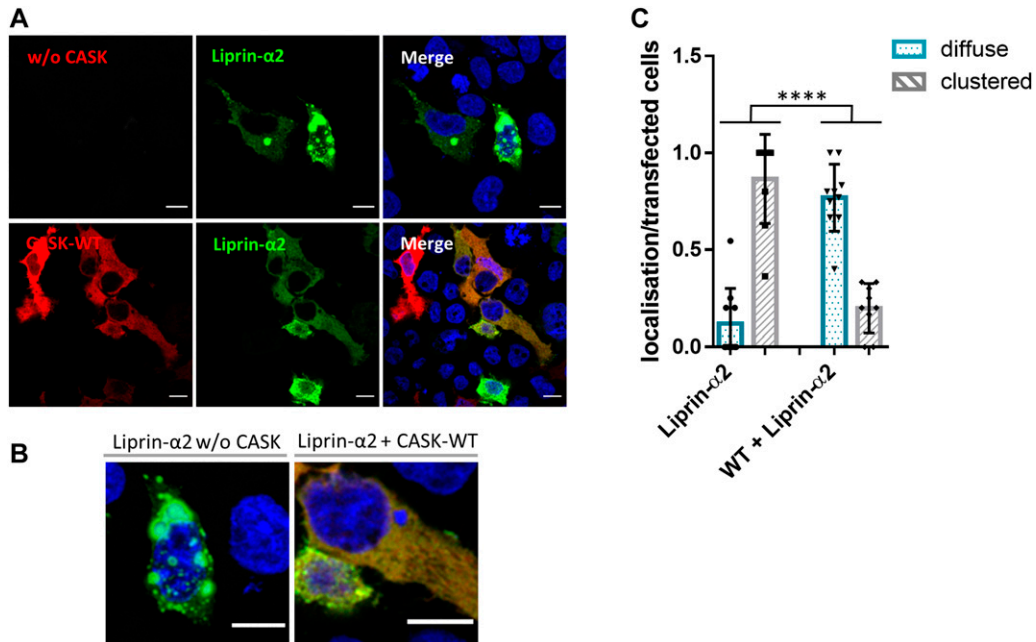 A
w/o CASK
Liprin-α2
Merge
CASK-WT
Liprin-α2
Merge
B
Liprin-α2 w/o CASK
Liprin-α2 + CASK-WT
C
diffuse
clustered
****
localisation/transfected cells
1.5
1.0
0.5
0.0
Liprin-α2
WT + Liprin-α2